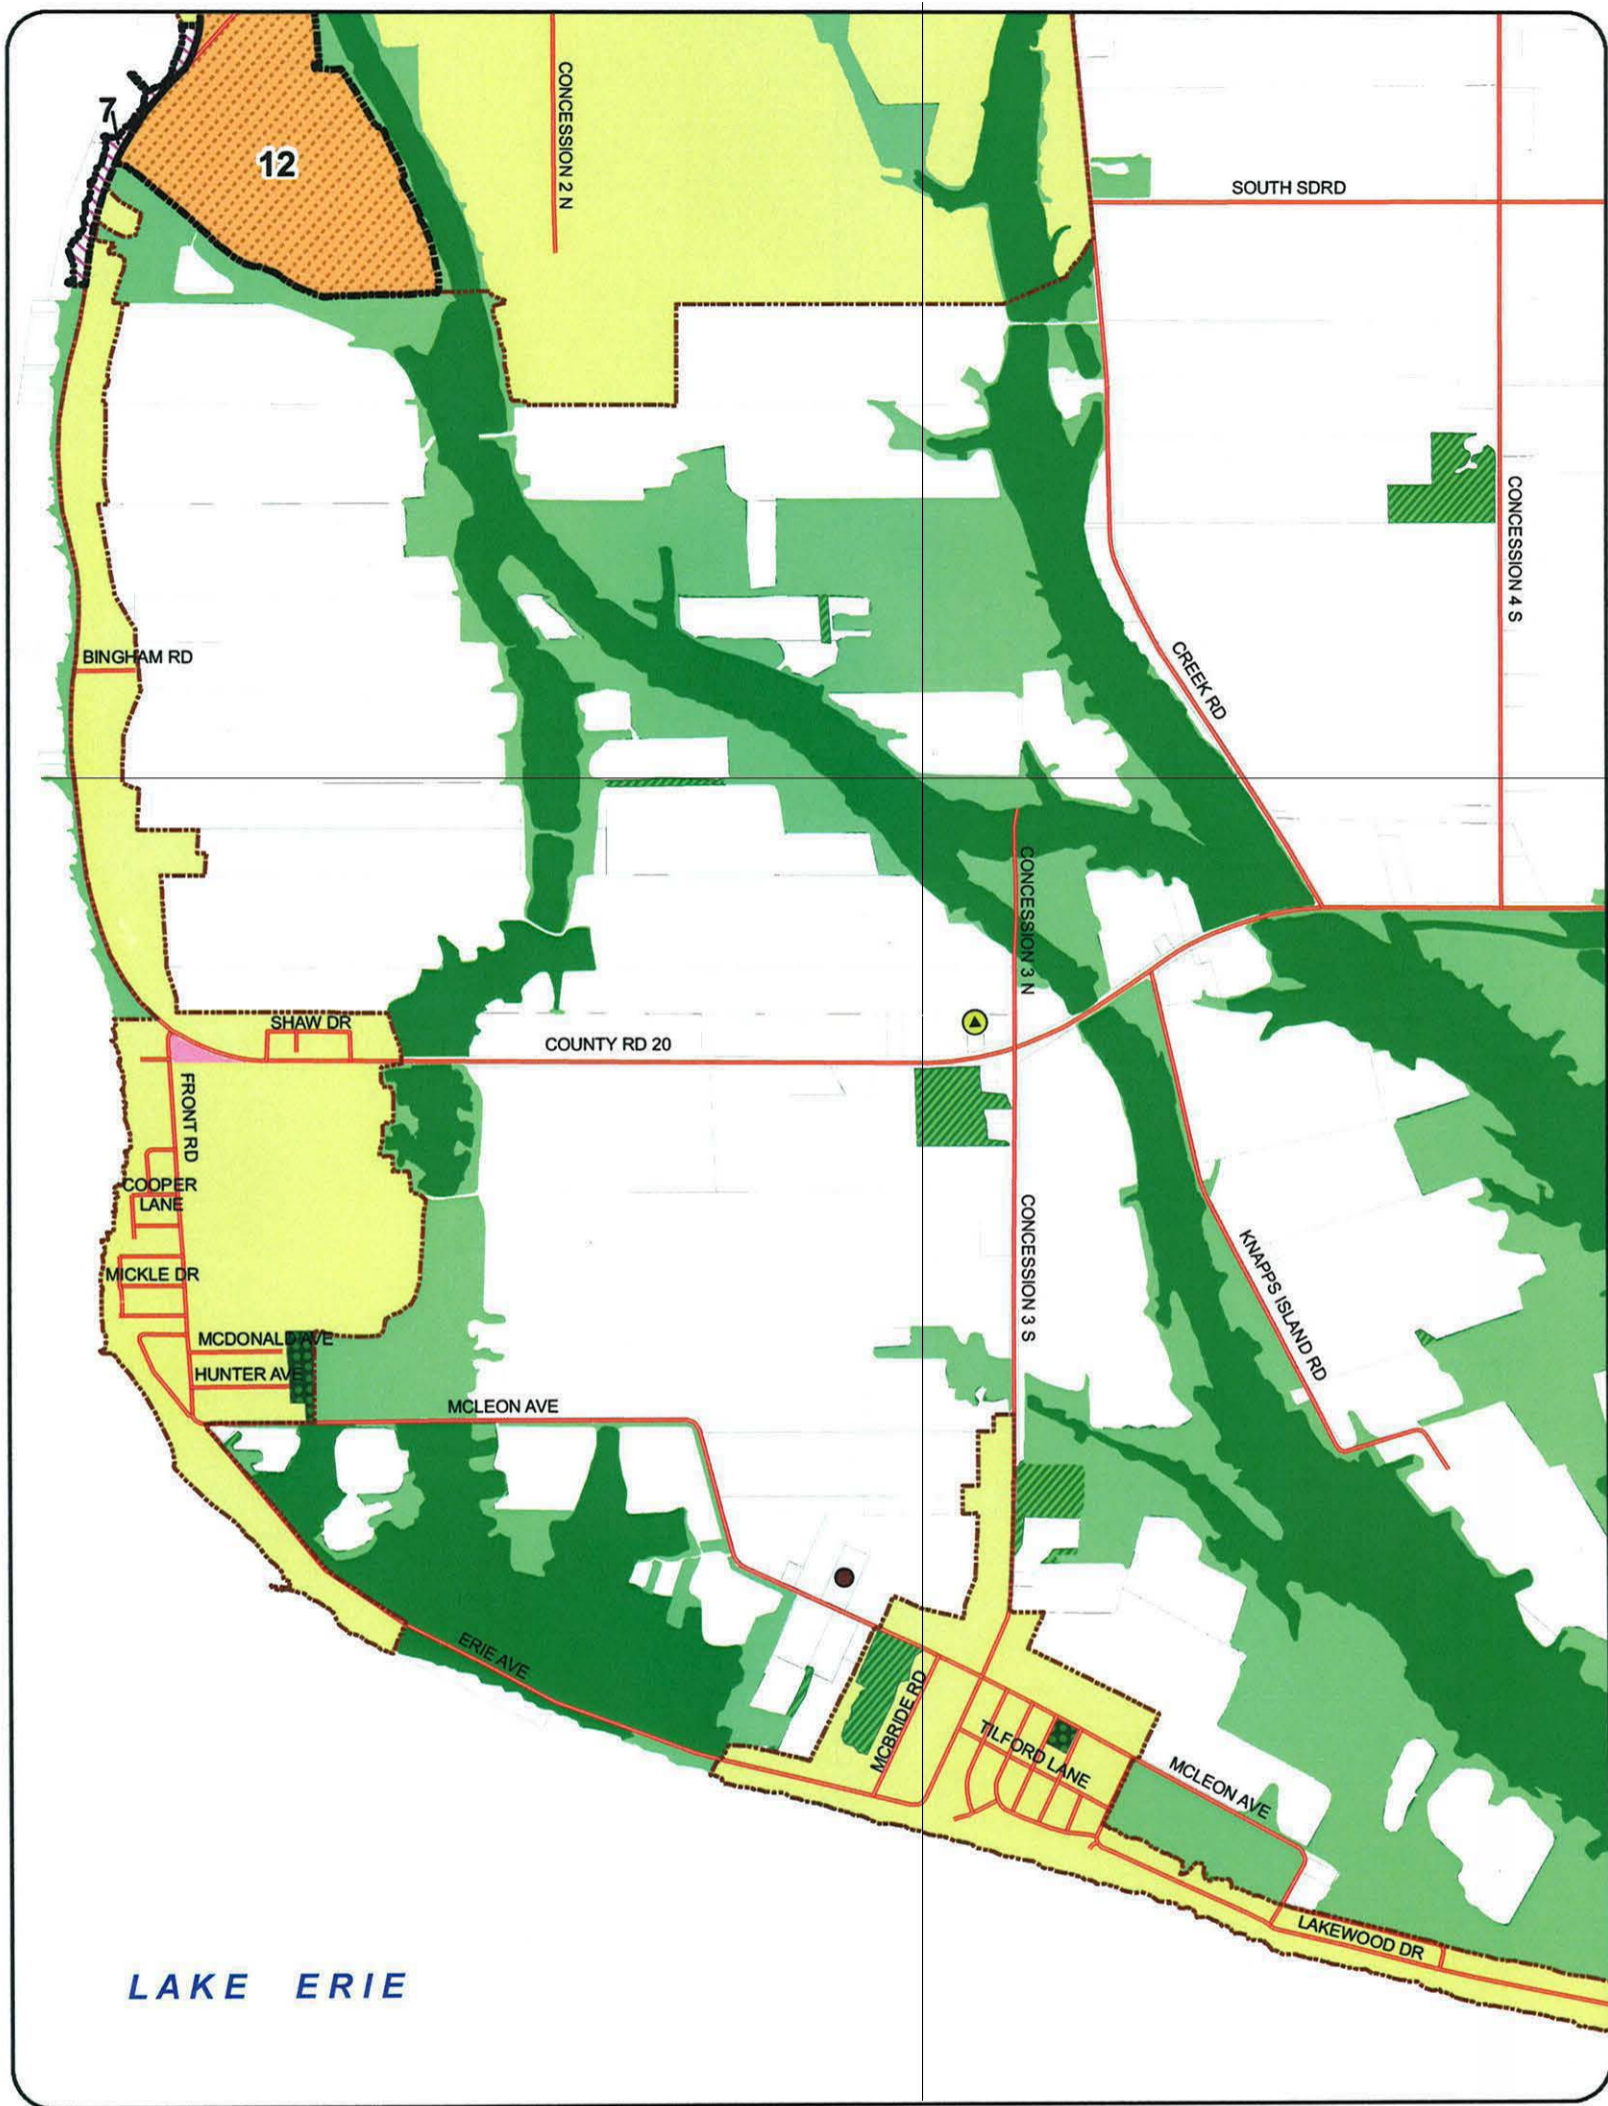 7
12
CONCESSION 2 N
SOUTH SDRD
CONCESSION 4 S
BINGHAM RD
CREEK RD
CONCESSION 3 N
SHAW DR
COUNTY RD 20
FRONT RD
COOPER
LANE
CONCESSION 3 S
KNAPPS ISLAND RD
MICKLE DR
MCDONALD AVE
HUNTER AVE
MCLEON AVE
ERIE AVE
MCBRIDE RD
TILFORD LANE
MCLEON AVE
LAKEWOOD DR
LAKE ERIE